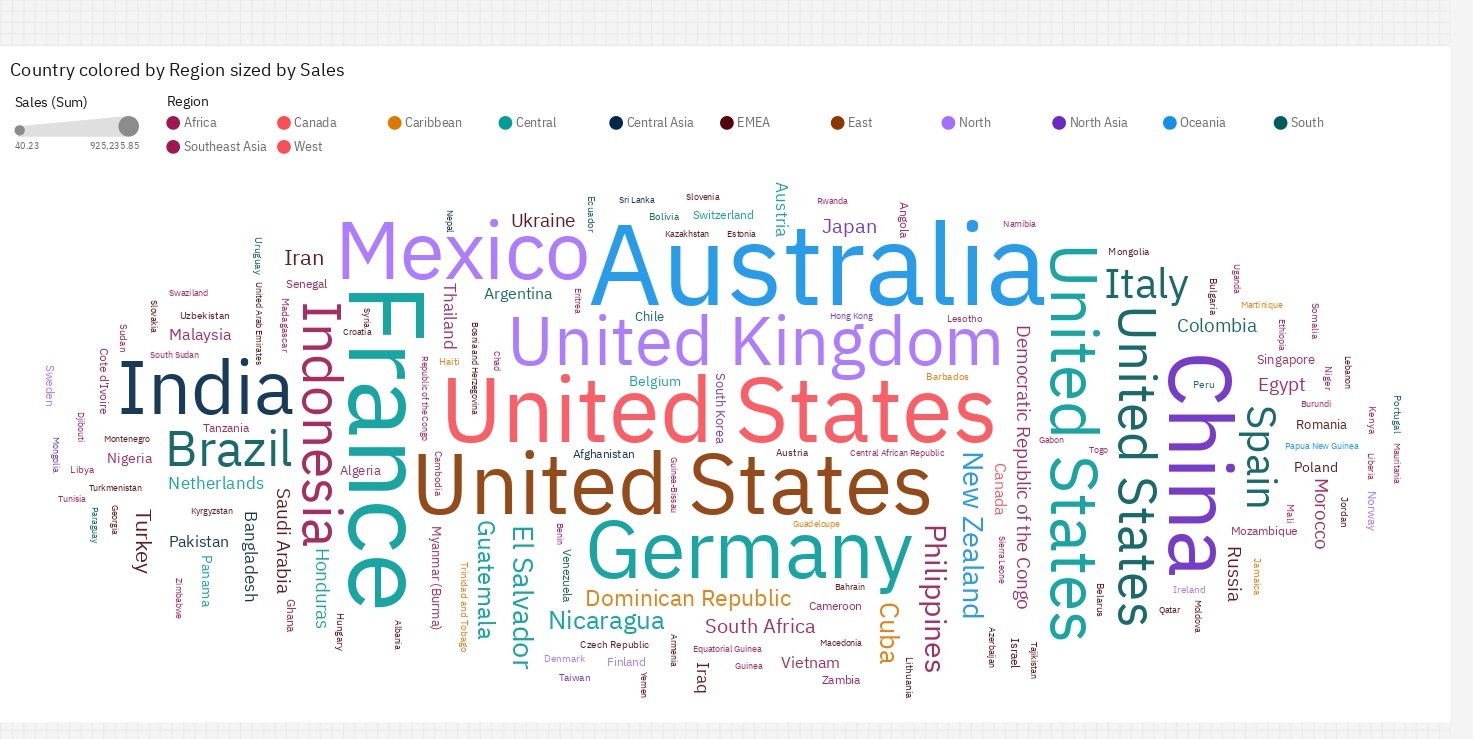 Country colored by Region sized by Sales
Sales (Sum)
40.23 925,235.85
Region
Africa Canada Caribbean Central Central Asia EMEA East North North Asia Oceania South
Southeast Asia West
Austria
Slovenia
Sri Lanka
Ecuador
Rwanda
Angola
Nepal
Ukraine
Bolivia
Switzerland
Japan
Namibia
Kazakhstan
Estonia
Mexico
Australia
Uruguay
Iran
Mongolia
United States
Italy
Uganda
Bulgaria
Senegal
Swaziland
United Arab Emirates
Madagascar
Slovakia
Thailand
Argentina
Eritrea
Martinique
Somalia
Uzbekistan
Syria
Croatia
Chile
Hong Kong
Lesotho
Colombia
Ethiopia
Malaysia
Sudan
Indonesia
France
United Kingdom
United States
Bosnia and Herzegovina
Chad
Democratic Republic of the Congo
South Sudan
Cote d'Ivoire
Haiti
Republic of the Congo
Singapore
Lebanon
Niger
China
Peru
Egypt
Sweden
India
Belgium
South Korea
Barbados
United States
Burundi
Portugal
Kenya
Djibouti
Tanzania
Spain
Romania
Montenegro
Mongolia
Brazil
Gabon
Togo
Papua New Guinea
Mauritania
Nigeria
Libya
Algeria
Cambodia
Afghanistan
Guinea-Bissau
Austria
Central African Republic
New Zealand
Canada
Poland
Liberia
Netherlands
Turkmenistan
Tunisia
Saudi Arabia
United States
Morocco
Norway
Jordan
Mali
Paraguay
Georgia
Turkey
Kyrgyzstan
Bangladesh
Pakistan
Guadeloupe
Mozambique
Panama
Honduras
Myanmar (Burma)
Guatemala
El Salvador
Benin
Venezuela
Germany
Philippines
Sierra Leone
Russia
Jamaica
Zimbabwe
Trinidad and Tobago
Bahrain
Belarus
Ireland
Ghana
Dominican Republic
Cameroon
Cuba
Qatar
Moldova
Hungary
Albania
Nicaragua
South Africa
Czech Republic
Armenia
Macedonia
Azerbaijan
Israel
Tajikistan
Equatorial Guinea
Denmark
Finland
Iraq
Guinea
Vietnam
Lithuania
Taiwan
Yemen
Zambia